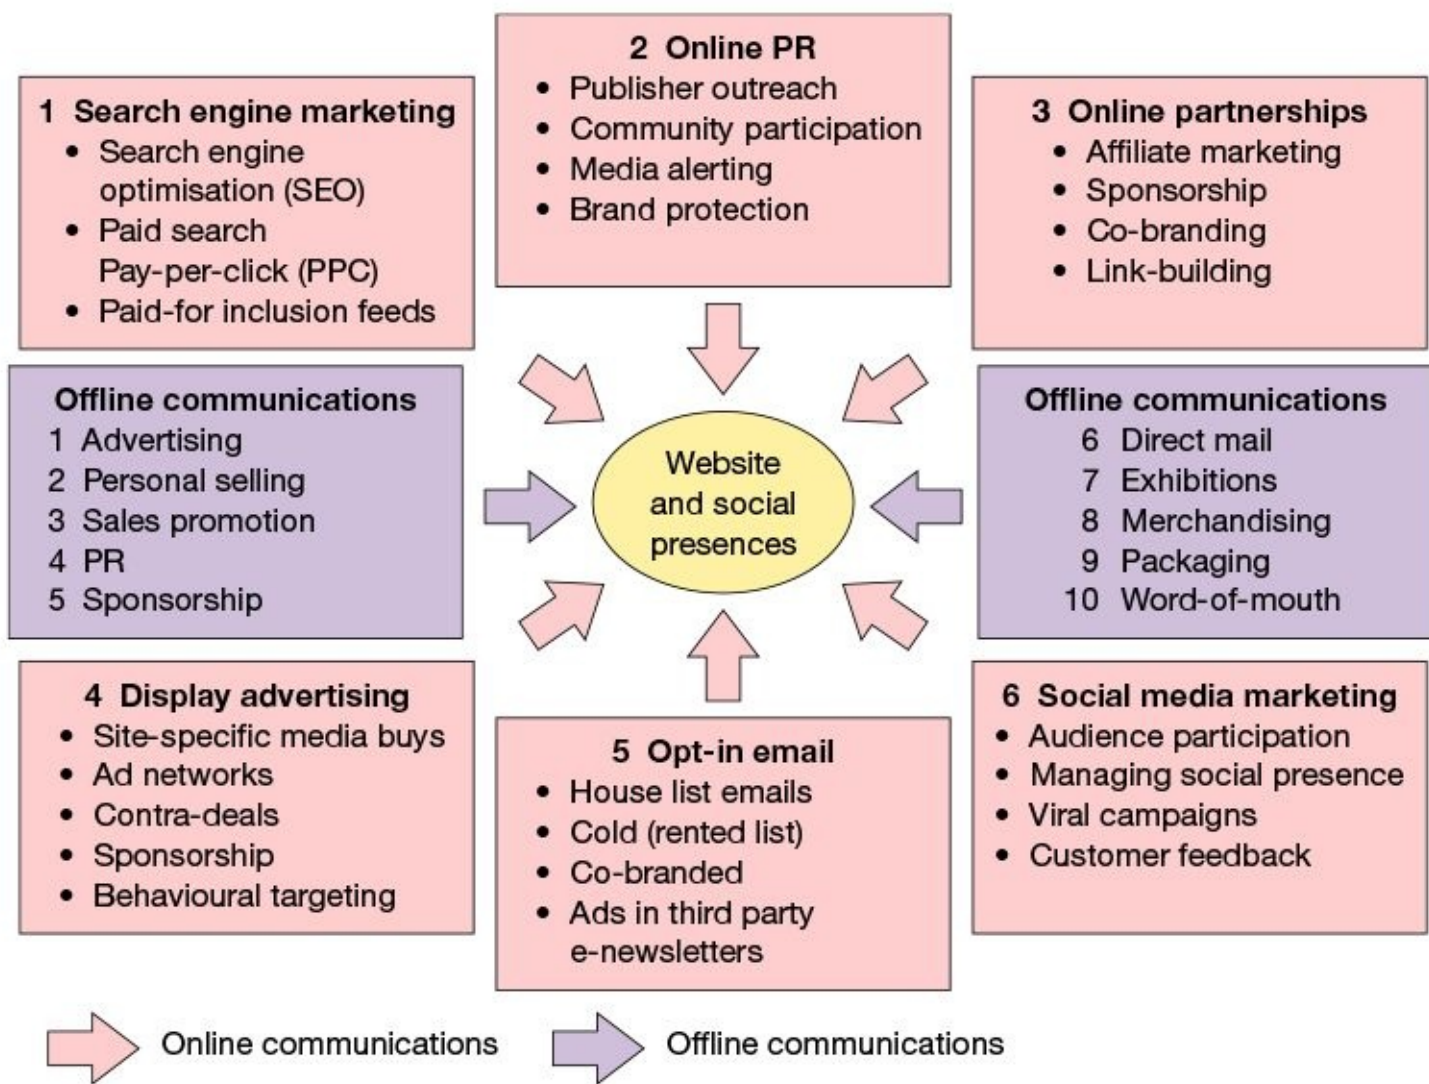 2 Online PR
• Publisher outreach
• Community participation
• Media alerting
• Brand protection
1 Search engine marketing
• Search engine
optimisation (SEO)
• Paid search
Pay-per-click (PPC)
• Paid-for inclusion feeds
3 Online partnerships
• Affiliate marketing
• Sponsorship
• Co-branding
• Link-building
Offline communications
1 Advertising
2 Personal selling
3 Sales promotion
4 PR
5 Sponsorship
Website
and social
presences
Offline communications
6 Direct mail
7 Exhibitions
8 Merchandising
9 Packaging
10 Word-of-mouth
4 Display advertising
• Site-specific media buys
• Ad networks
• Contra-deals
• Sponsorship
• Behavioural targeting
5 Opt-in email
• House list emails
• Cold (rented list)
• Co-branded
• Ads in third party
e-newsletters
6 Social media marketing
• Audience participation
• Managing social presence
• Viral campaigns
• Customer feedback
Online communications
Offline communications